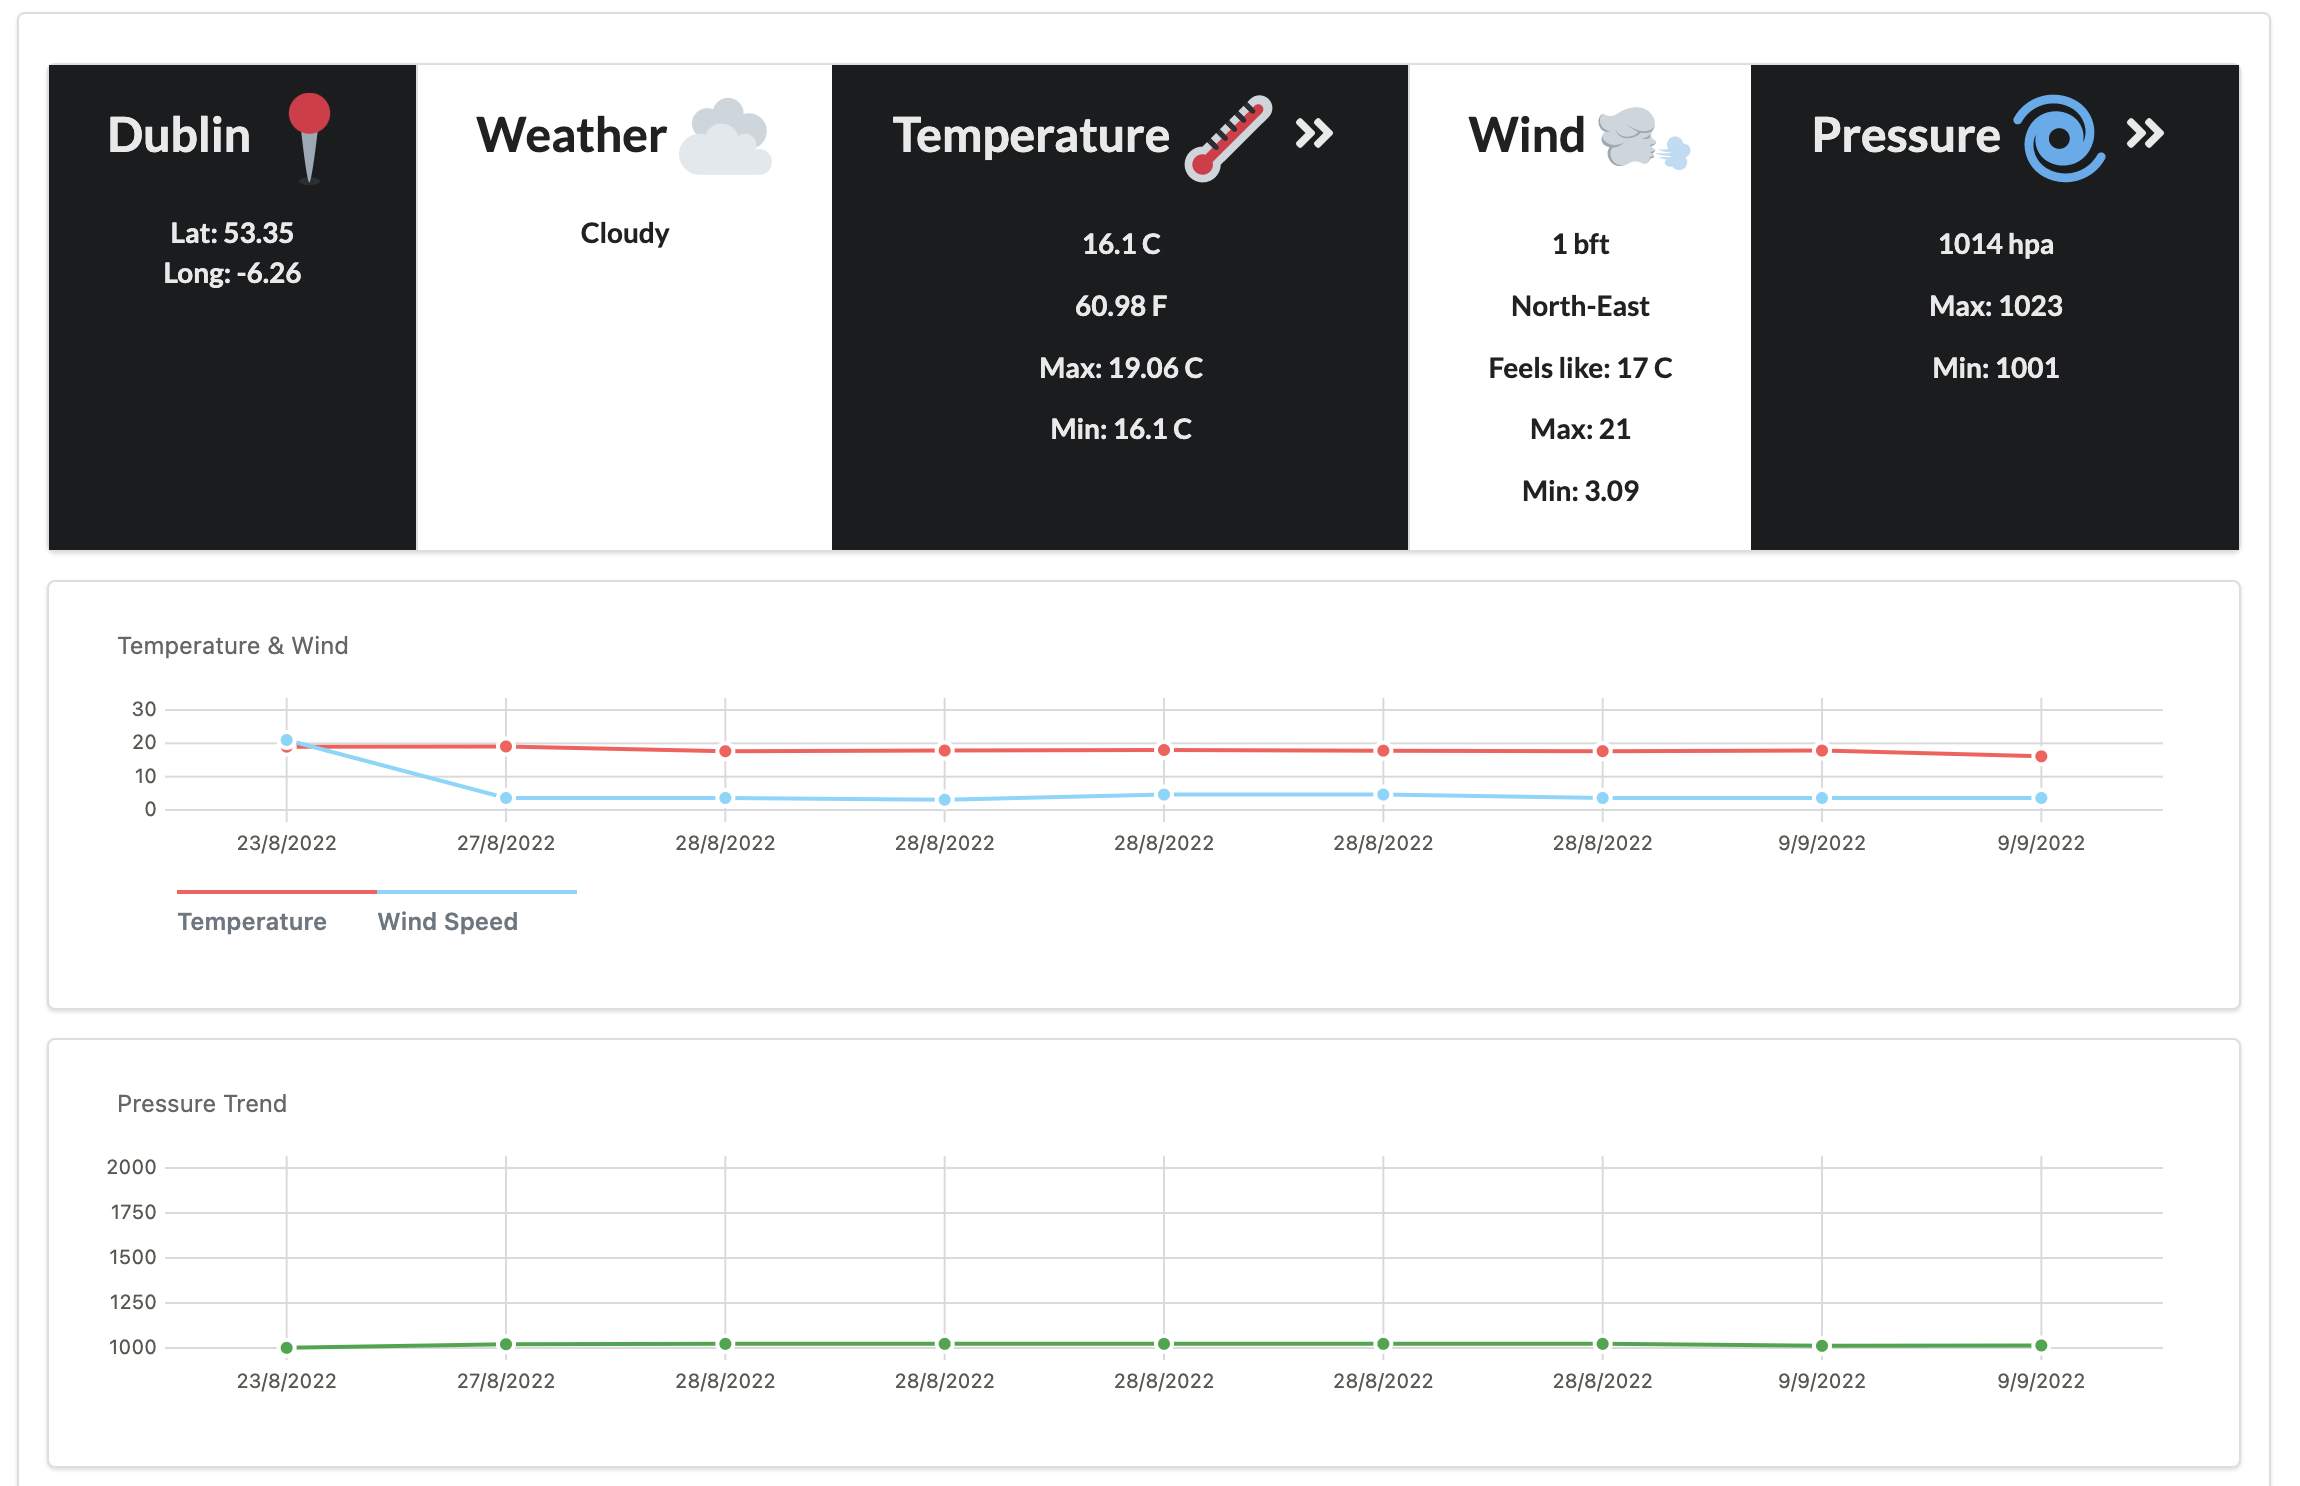 Dublin
Lat: 53.35
Long: -6.26
Weather
Cloudy
Temperature
16.1 C
60.98 F
Max: 19.06 C
Min: 16.1 C
Wind
1 bft
North-East
Feels like: 17 C
Max: 21
Min: 3.09
Pressure
1014 hpa
Max: 1023
Min: 1001
Temperature & Wind
30
20
10
0
23/8/2022 27/8/2022 28/8/2022 28/8/2022 28/8/2022 28/8/2022 28/8/2022 9/9/2022 9/9/2022
Temperature Wind Speed
Pressure Trend
2000
1750
1500
1250
1000
23/8/2022 27/8/2022 28/8/2022 28/8/2022 28/8/2022 28/8/2022 28/8/2022 9/9/2022 9/9/2022